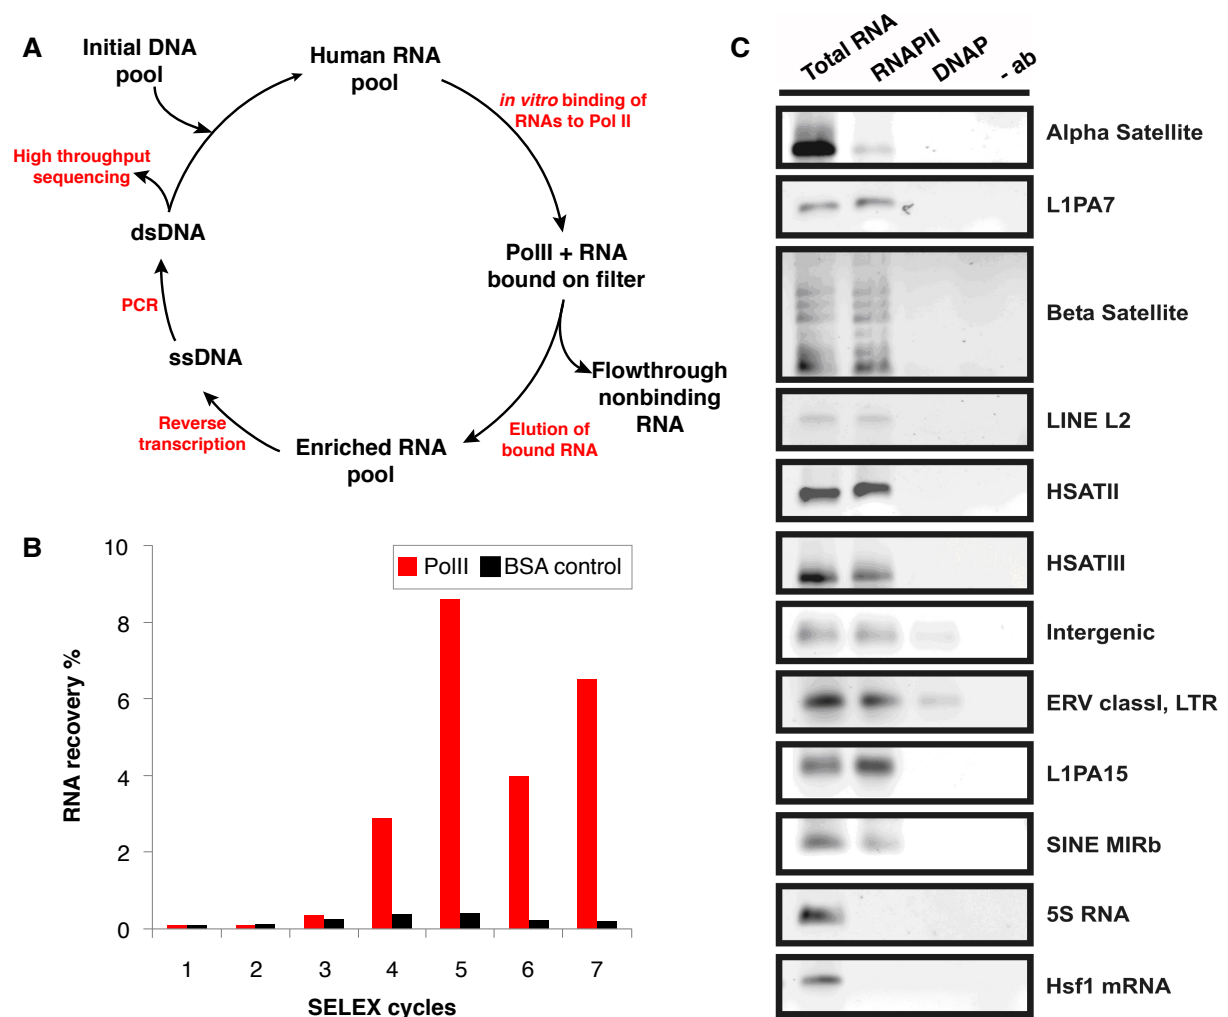 A
Initial DNA
pool
Human RNA
pool
in vitro binding of
RNAs to Pol II
High throughput
sequencing
dsDNA
PolII + RNA
bound on filter
PCR
ssDNA
Flowthrough
nonbinding
RNA
Reverse
transcription
Enriched RNA
pool
Elution of
bound RNA
B
10
8
6
4
2
0
RNA recovery %
PolII
BSA control
1 2 3 4 5 6 7
SELEX cycles
C
Total RNA
RNAPII
DNAP
- ab
Alpha Satellite
L1PA7
Beta Satellite
LINE L2
HSATII
HSATIII
Intergenic
ERV classI, LTR
L1PA15
SINE MIRb
5S RNA
Hsf1 mRNA